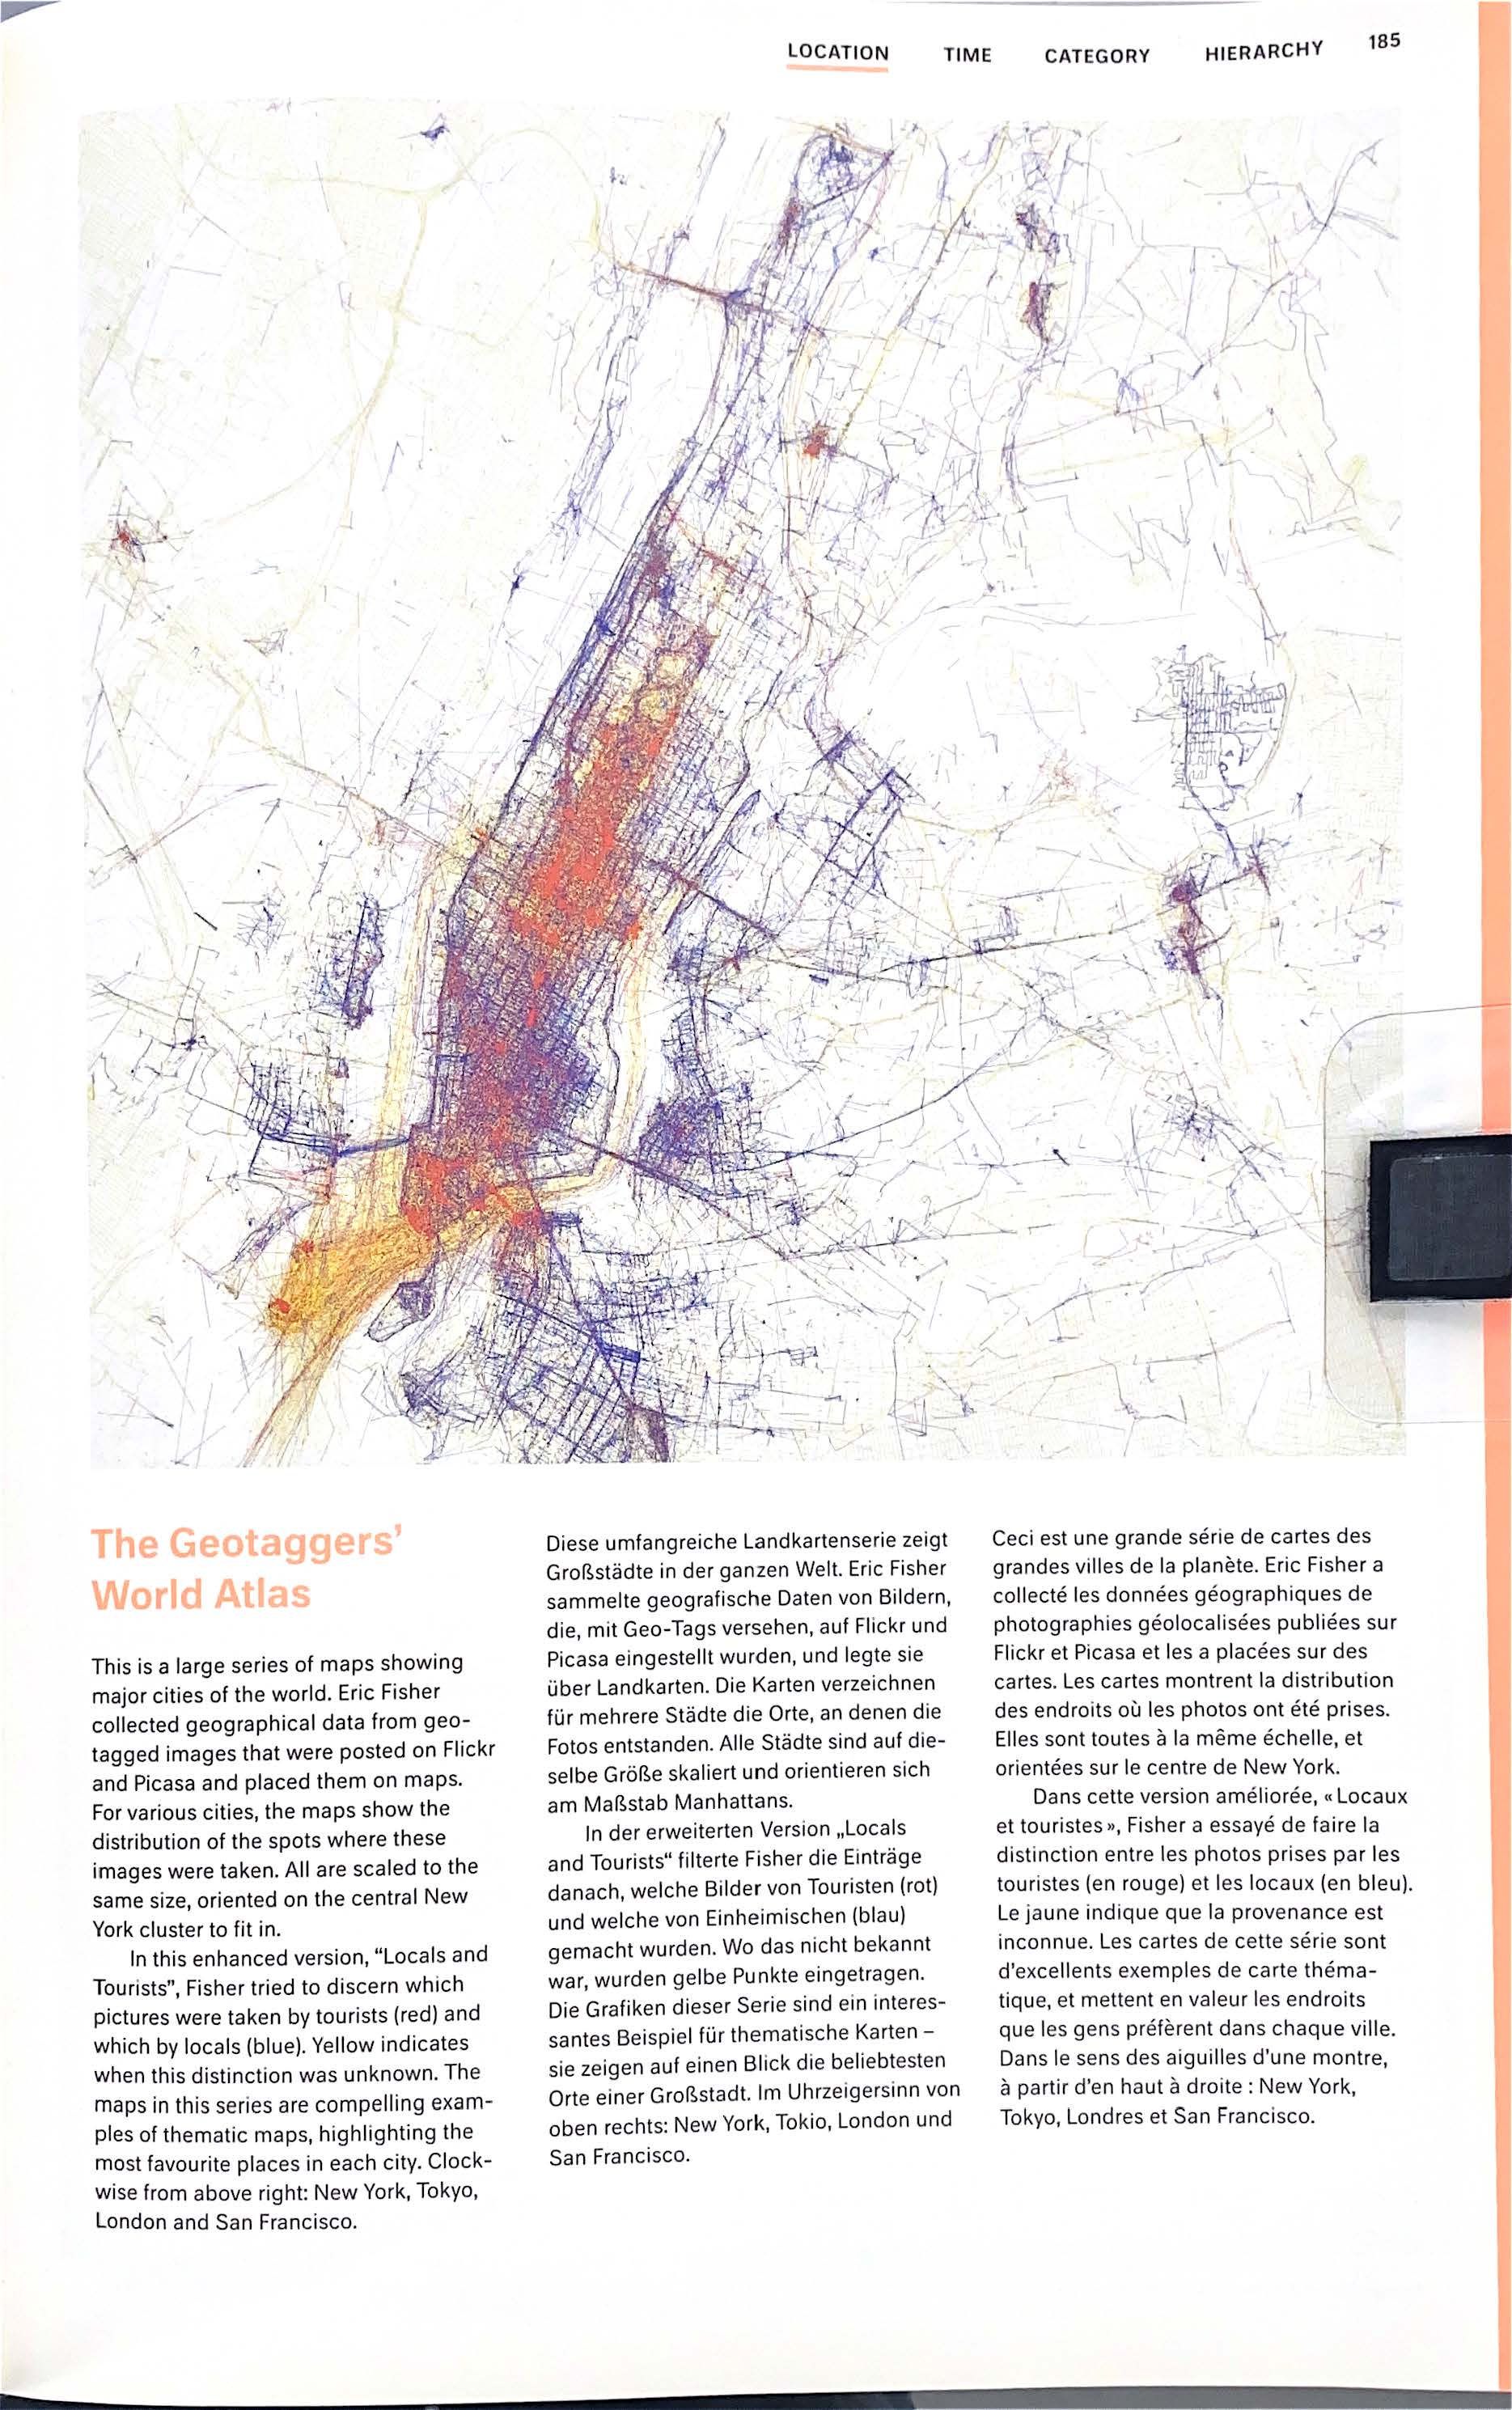 LOCATION TIME CATEGORY HIERARCHY 185
The Geotaggers’
World Atlas
This is a large series of maps showing
major cities of the world. Eric Fisher
collected geographical data from geo-
tagged images that were posted on Flickr
and Picasa and placed them on maps.
For various cities, the maps show the
distribution of the spots where these
images were taken. All are scaled to the
same size, oriented on the central New
York cluster to fit in.
In this enhanced version, “Locals and
Tourists”, Fisher tried to discern which
pictures were taken by tourists (red) and
which by locals (blue). Yellow indicates
when this distinction was unknown. The
maps in this series are compelling exam-
ples of thematic maps, highlighting the
most favourite places in each city. Clock-
wise from above right: New York, Tokyo,
London and San Francisco.
Diese umfangreiche Landkartenserie zeigt
Großstädte in der ganzen Welt. Eric Fisher
sammelte geografische Daten von Bildern,
die, mit Geo-Tags versehen, auf Flickr und
Picasa eingestellt wurden, und legte sie
über Landkarten. Die Karten verzeichnen
für mehrere Städte die Orte, an denen die
Fotos entstanden. Alle Städte sind auf die-
selbe Größe skaliert und orientieren sich
am Maßstab Manhattans.
In der erweiterten Version „Locals
and Tourists“ filterte Fisher die Einträge
danach, welche Bilder von Touristen (rot)
und welche von Einheimischen (blau)
gemacht wurden. Wo das nicht bekannt
war, wurden gelbe Punkte eingetragen.
Die Grafiken dieser Serie sind ein interes-
santes Beispiel für thematische Karten –
sie zeigen auf einen Blick die beliebtesten
Orte einer Großstadt. Im Uhrzeigersinn von
oben rechts: New York, Tokio, London und
San Francisco.
Ceci est une grande série de cartes des
grandes villes de la planète. Eric Fisher a
collecté les données géographiques de
photographies géolocalisées publiées sur
Flickr et Picasa et les a placées sur des
cartes. Les cartes montrent la distribution
des endroits où les photos ont été prises.
Elles sont toutes à la même échelle, et
orientées sur le centre de New York.
Dans cette version améliorée, « Locaux
et touristes », Fisher a essayé de faire la
distinction entre les photos prises par les
touristes (en rouge) et les locaux (en bleu).
Le jaune indique que la provenance est
inconnue. Les cartes de cette série sont
d'excellents exemples de carte théma-
tique, et mettent en valeur les endroits
que les gens préfèrent dans chaque ville.
Dans le sens des aiguilles d'une montre,
à partir d'en haut à droite : New York,
Tokyo, Londres et San Francisco.